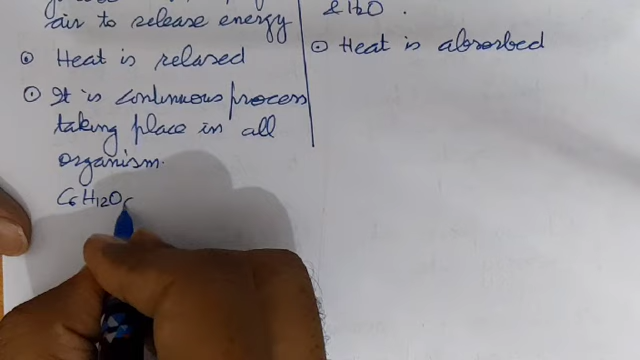 air to release energy
⊙ Heat is relased
⊙ It is continuous process
taking place in all
organism.
C6H12O
& H2O .
⊙ Heat is absorbed